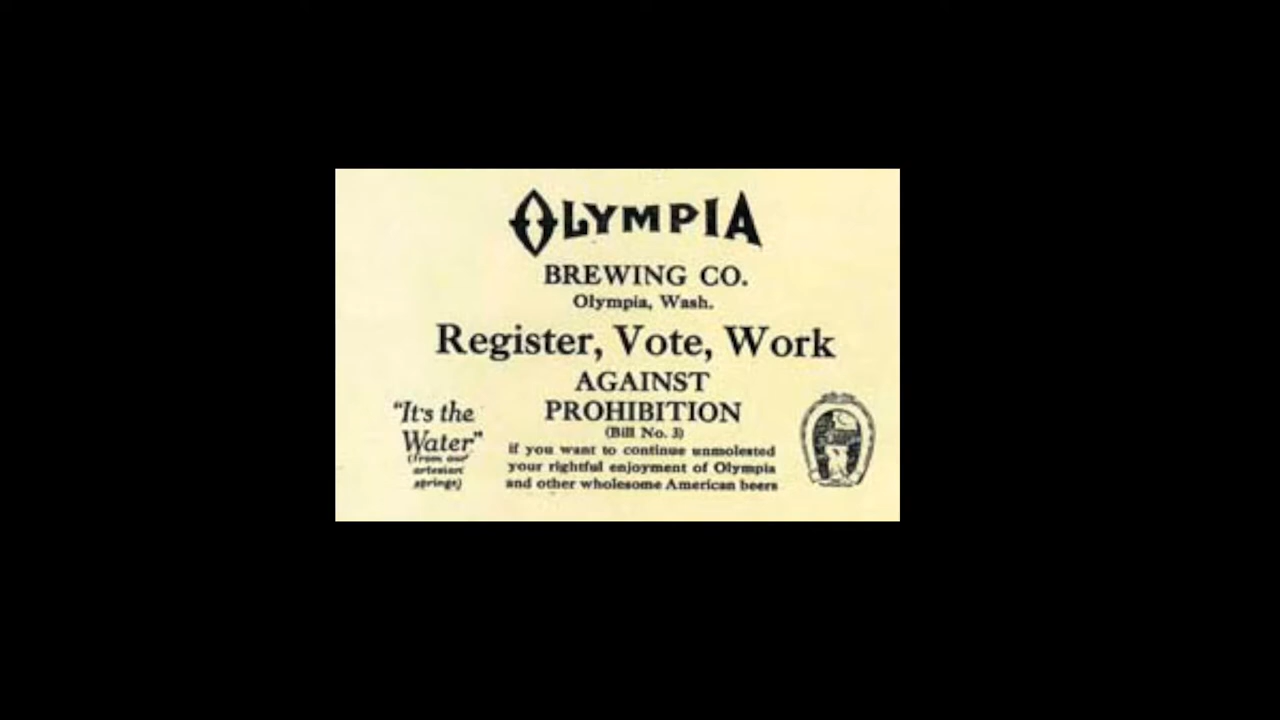 OLYMPIA
BREWING CO.
Olympia, Wash.
Register, Vote, Work
AGAINST
PROHIBITION
(Bill No. 3)
if you want to continue unmolested
your rightful enjoyment of Olympia
and other wholesome American beers
"It's the
Water"
(from our
artesian
springs)